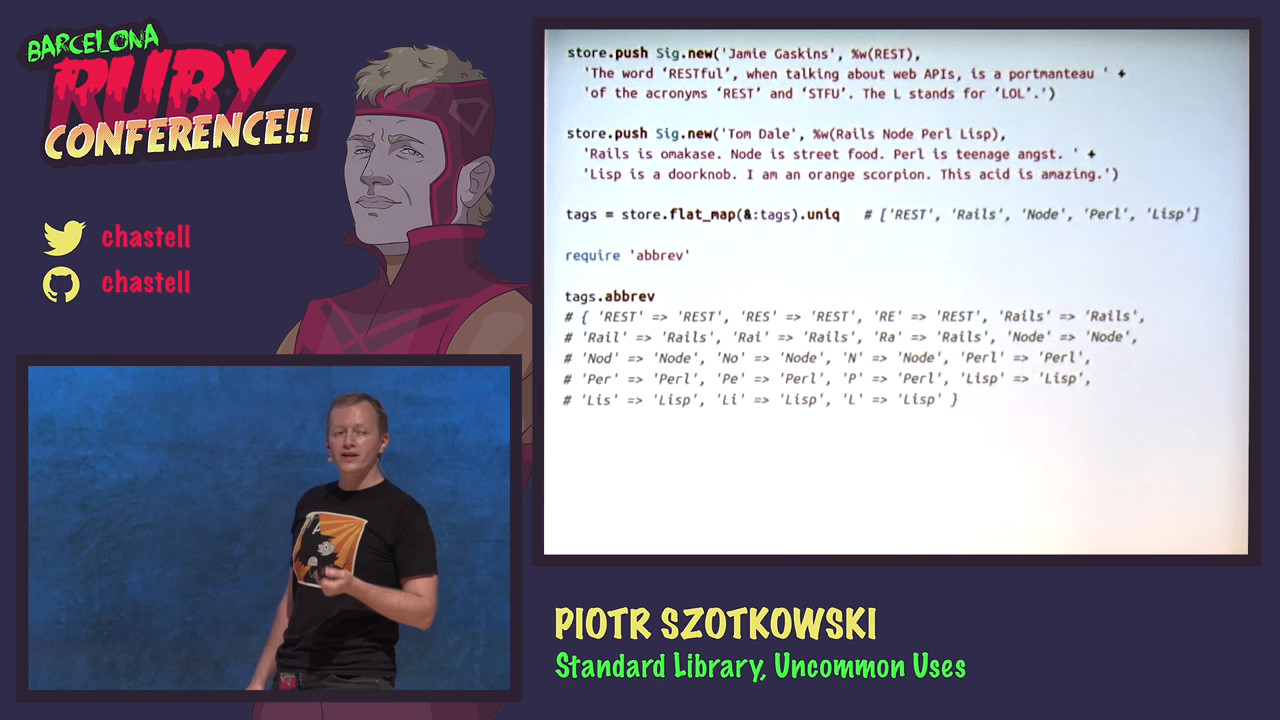 BARCELONA
RUBY
CONFERENCE!!
chastell
chastell
store.push Sig.new('Jamie Gaskins', %w(REST),
'The word ‘RESTful’, when talking about web APIs, is a portmanteau ' +
'of the acronyms ‘REST’ and ‘STFU’. The L stands for ‘LOL’.')
store.push Sig.new('Tom Dale', %w(Rails Node Perl Lisp),
'Rails is omakase. Node is street food. Perl is teenage angst. ' +
'Lisp is a doorknob. I am an orange scorpion. This acid is amazing.')
tags = store.flat_map(&:tags).uniq # ['REST', 'Rails', 'Node', 'Perl', 'Lisp']
require 'abbrev'
tags.abbrev
# { 'REST' => 'REST', 'RES' => 'REST', 'RE' => 'REST', 'Rails' => 'Rails',
# 'Rail' => 'Rails', 'Rai' => 'Rails', 'Ra' => 'Rails', 'Node' => 'Node',
# 'Nod' => 'Node', 'No' => 'Node', 'N' => 'Node', 'Perl' => 'Perl',
# 'Per' => 'Perl', 'Pe' => 'Perl', 'P' => 'Perl', 'Lisp' => 'Lisp',
# 'Lis' => 'Lisp', 'Li' => 'Lisp', 'L' => 'Lisp' }
PIOTR SZOTKOWSKI
Standard Library, Uncommon Uses